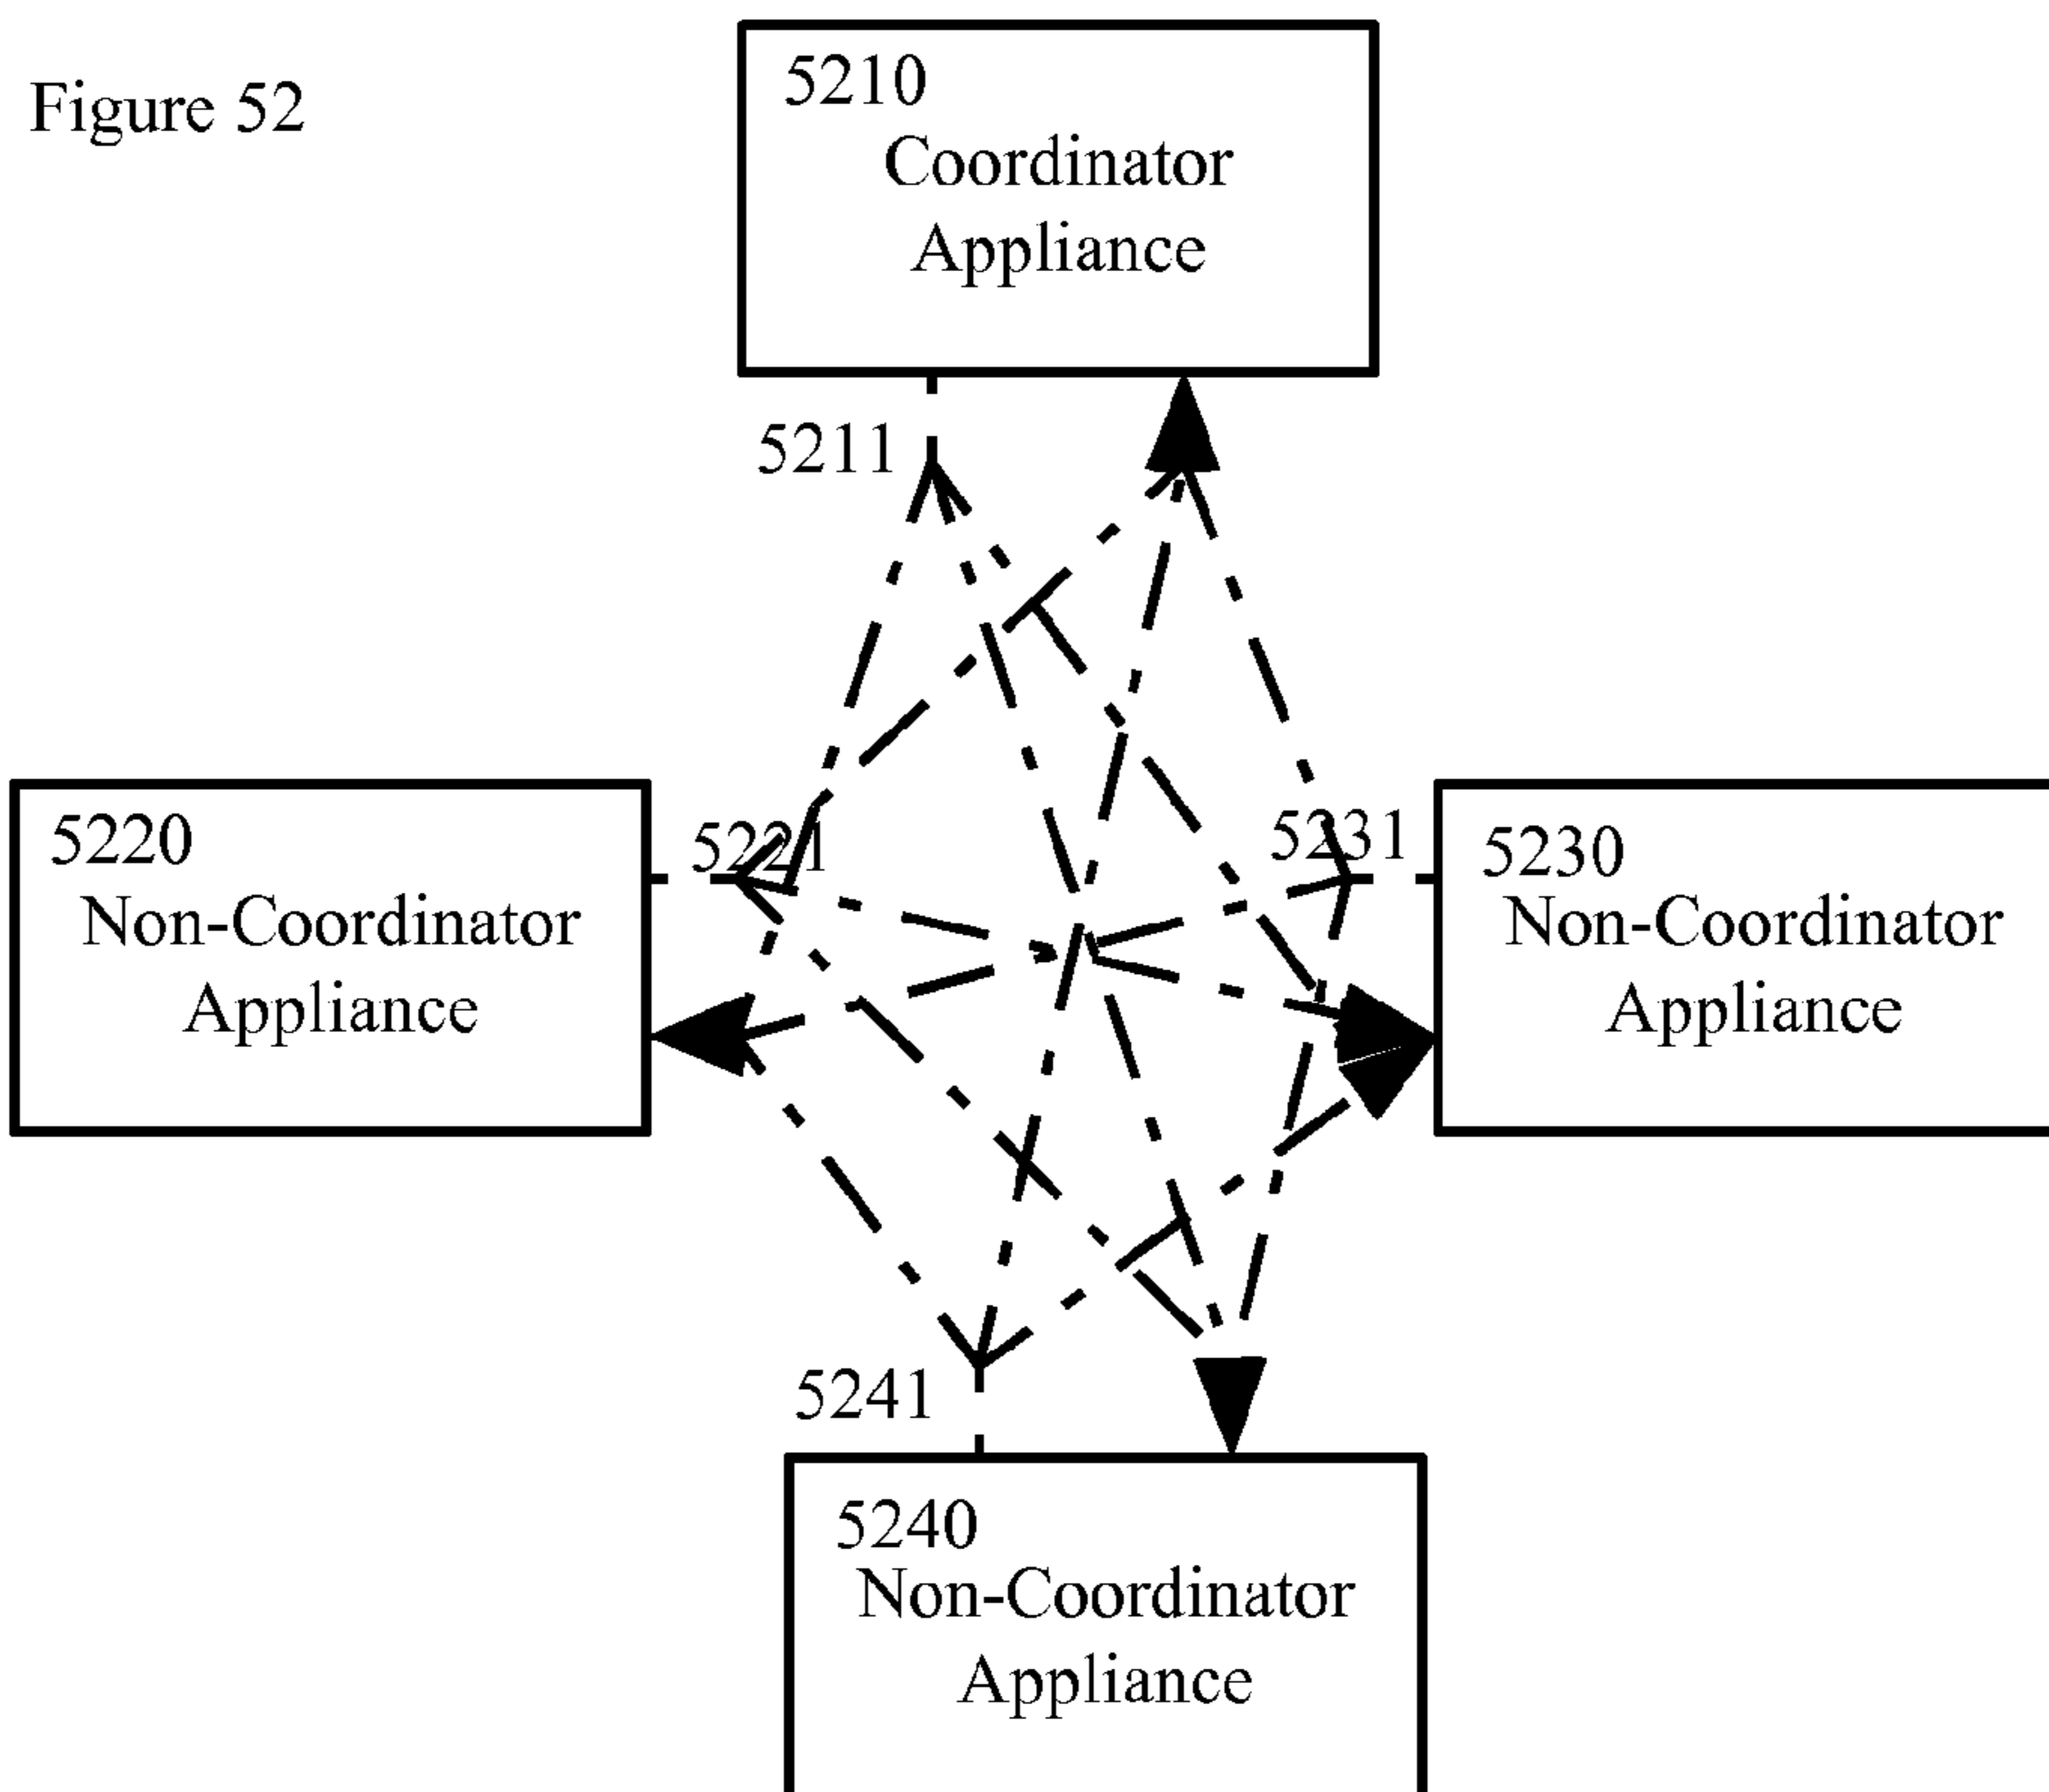 Figure 52
5210
Coordinator
Appliance
5211
5220
Non-Coordinator
Appliance
5221
5231
5230
Non-Coordinator
Appliance
5241
5240
Non-Coordinator
Appliance